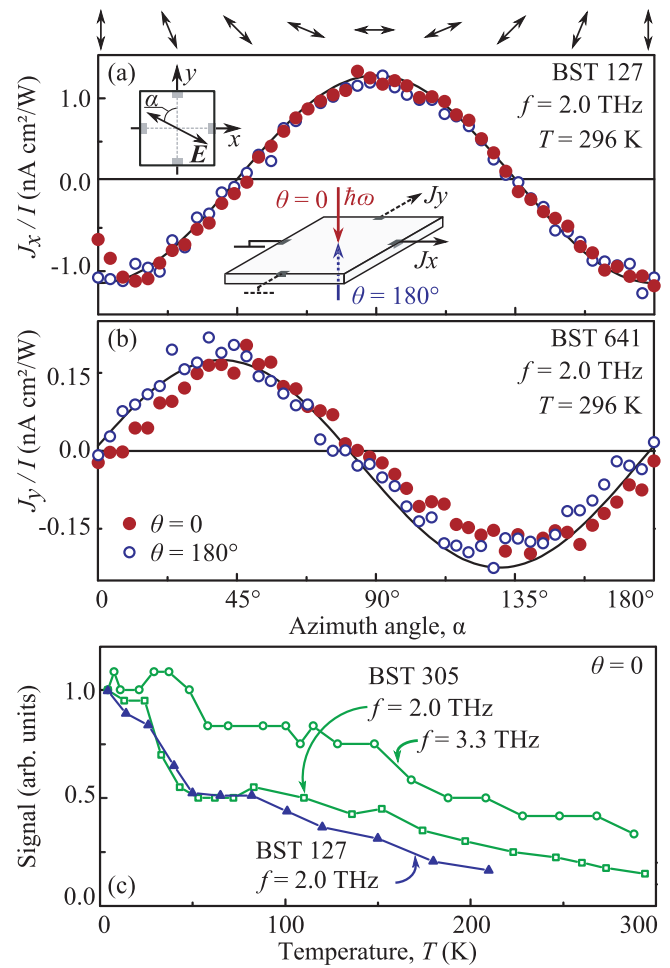 (a)
BST 127
f = 2.0 THz
T = 296 K
y
α
x
E
Jx / I (nA cm²/W)
1.0
0.0
-1.0
θ = 0
ħω
Jy
Jx
θ = 180°
(b)
BST 641
f = 2.0 THz
T = 296 K
Jy / I (nA cm²/W)
0.15
0.0
-0.15
θ = 0
θ = 180°
0
45°
90°
135°
180°
Azimuth angle, α
θ = 0
BST 305
f = 2.0 THz
f = 3.3 THz
Signal (arb. units)
1.0
0.5
0.0
BST 127
f = 2.0 THz
(c)
0
100
200
300
Temperature, T (K)